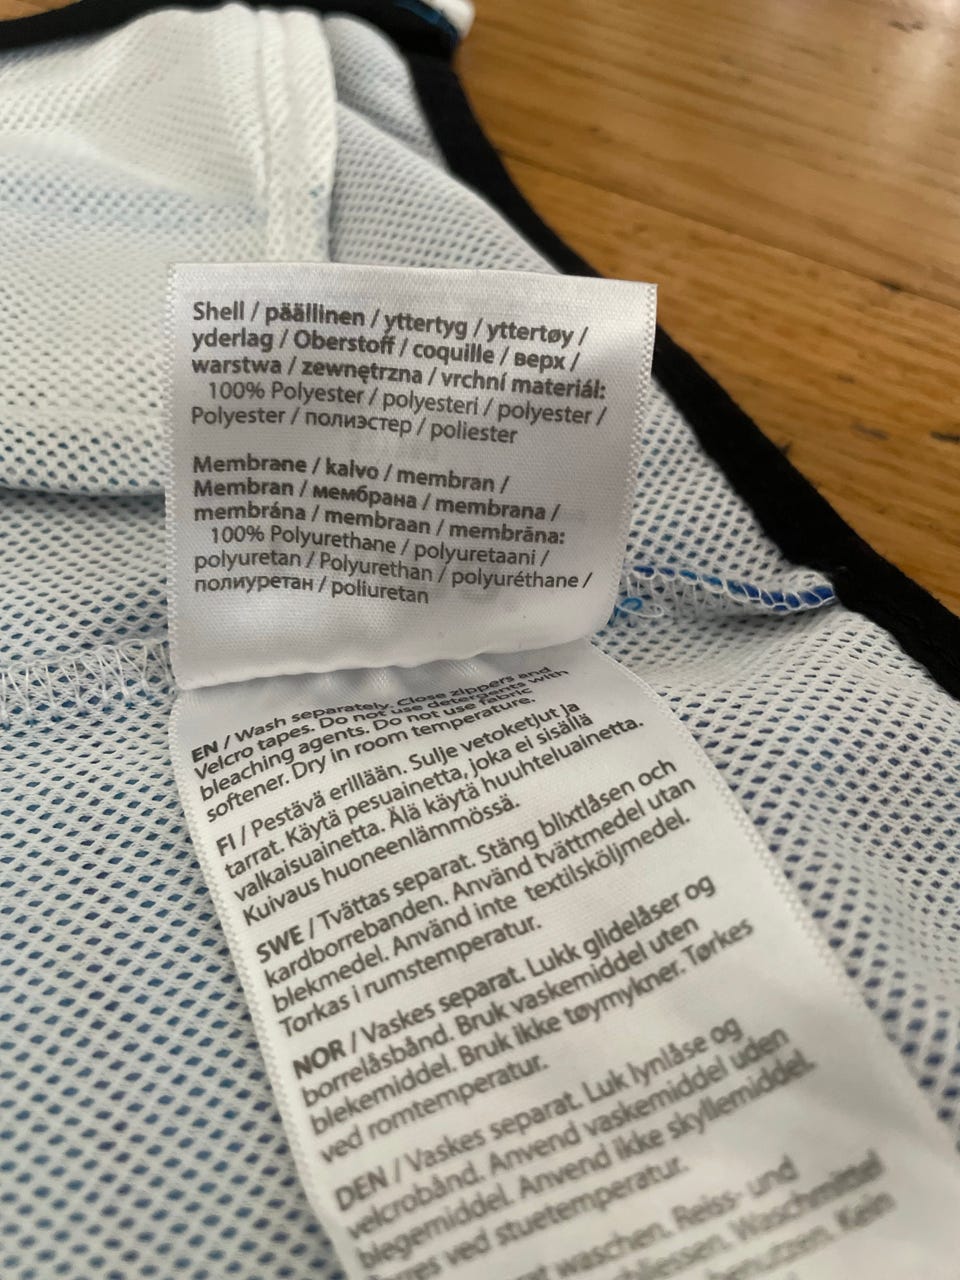 Shell / päällinen / yttertyg / yttertøy /
yderlag / Oberstoff / coquille / верх /
warstwa / zewnętrzna / vrchní materiál:
100% Polyester / polyesteri / polyester /
Polyester / полиэстер / poliester
Membrane / kalvo / membran /
Membran / мембрана / membrana /
membrána / membraan / membrāna:
100% Polyurethane / polyuretaani /
polyuretan / Polyurethan / polyuréthane /
полиуретан / poliuretan
EN / Wash separately. Close zippers and
Velcro tapes. Do not use detergents with
bleaching agents. Do not use fabric
softener. Dry in room temperature.
FI / Pestävä erillään. Sulje vetoketjut ja
tarrat. Käytä pesuainetta, joka ei sisällä
valkaisuainetta. Älä käytä huuhteluainetta.
Kuivaus huoneenlämmössä.
SWE / Tvättas separat. Stäng blixtlåsen och
kardborrebanden. Använd tvättmedel utan
blekmedel. Använd inte textilsköljmedel.
Torkas i rumstemperatur.
NOR / Vaskes separat. Lukk glidelåser og
borrelåsbånd. Bruk vaskemiddel uten
blekemiddel. Bruk ikke tøymykner. Tørkes
ved romtemperatur.
DEN / Vaskes separat. Luk lynlåse og
velcrobånd. Anvend vaskemiddel uden
blegemiddel. Anvend ikke skyllemiddel.
ved stuetemperatur.
waschen. Reiss- und
Waschmittel
Kein